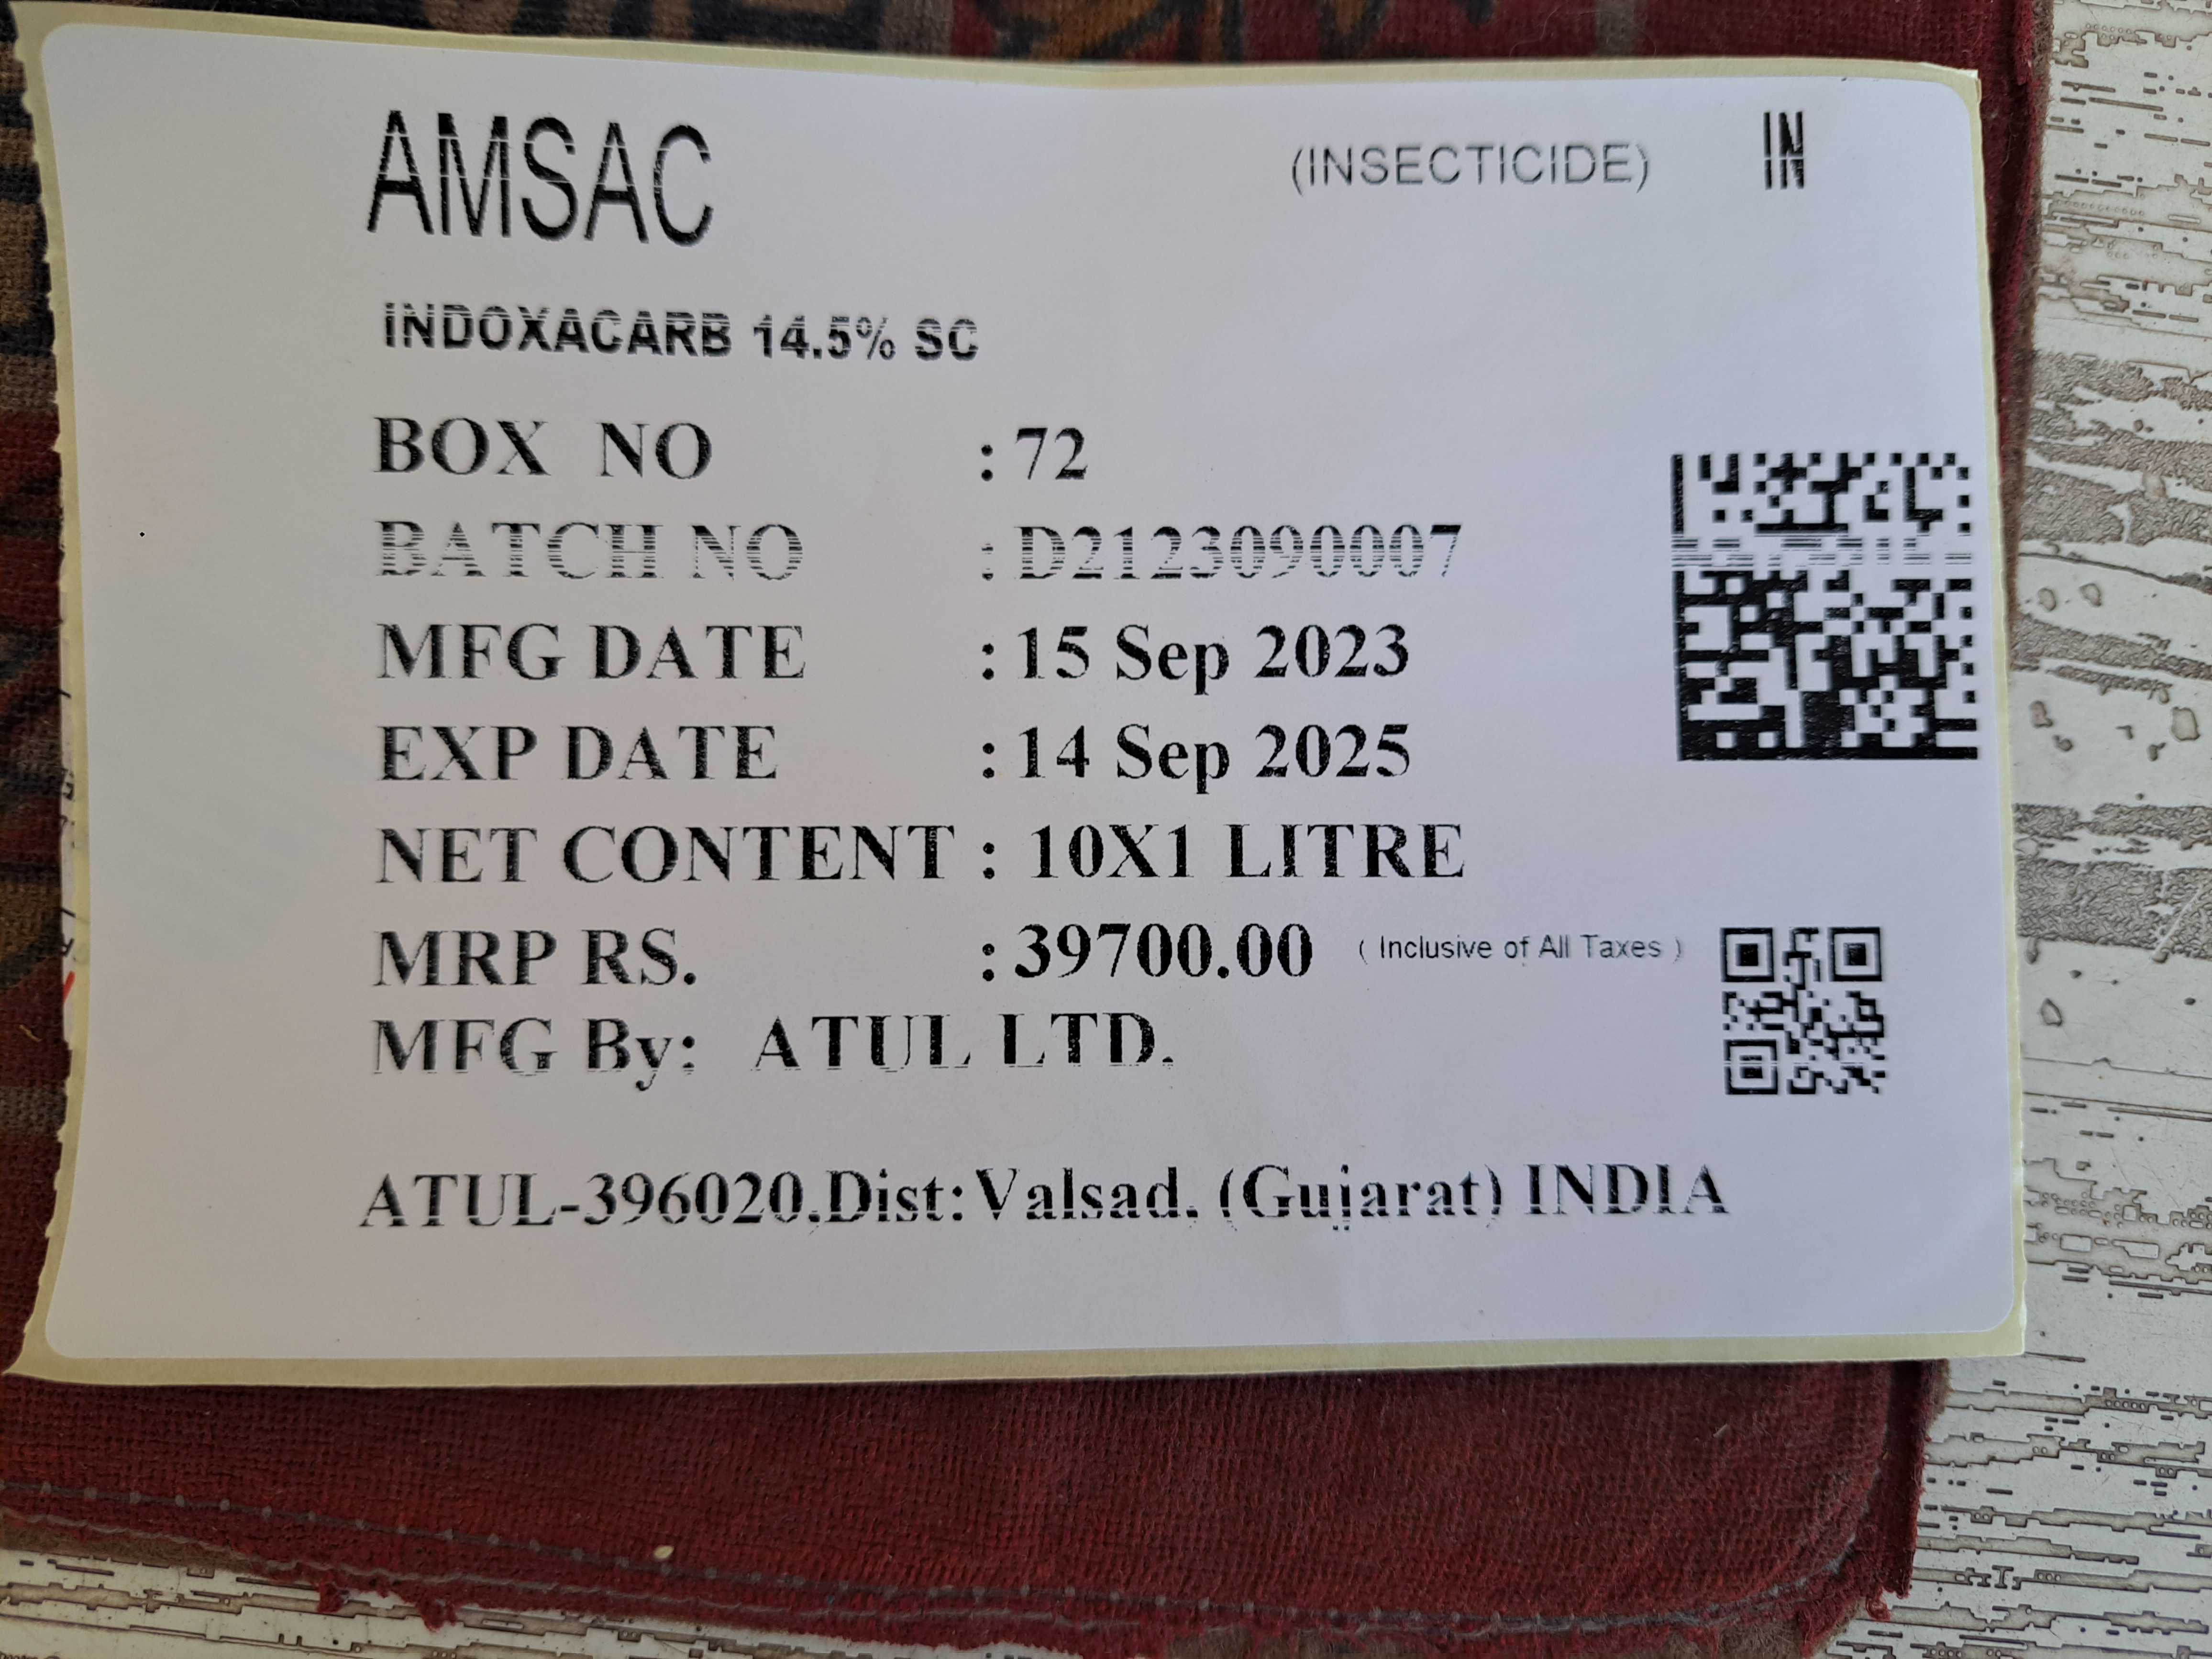 AMSAC (INSECTICIDE) IN
INDOXACARB 14.5% SC
BOX NO : 72
BATCH NO : D2123090007
MFG DATE : 15 Sep 2023
EXP DATE : 14 Sep 2025
NET CONTENT : 10X1 LITRE
MRP RS. : 39700.00 ( Inclusive of All Taxes )
MFG By: ATUL LTD.
ATUL-396020,Dist:Valsad, (Gujarat) INDIA